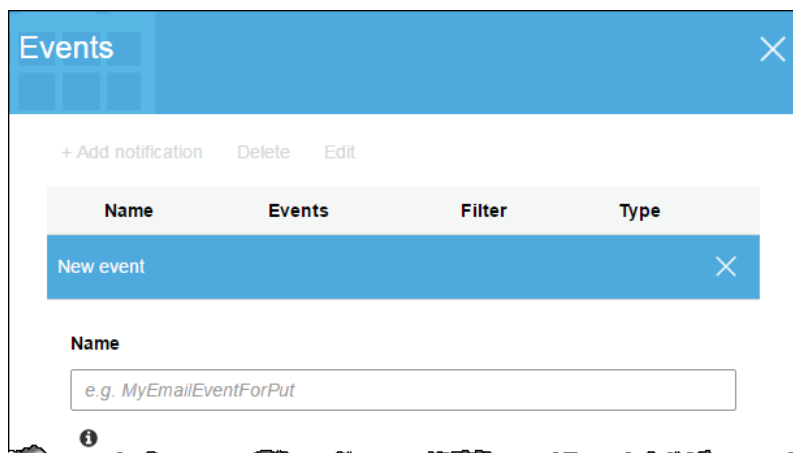 Events
+ Add notification Delete Edit
Name Events Filter Type
New event
Name
e.g. MyEmailEventForPut